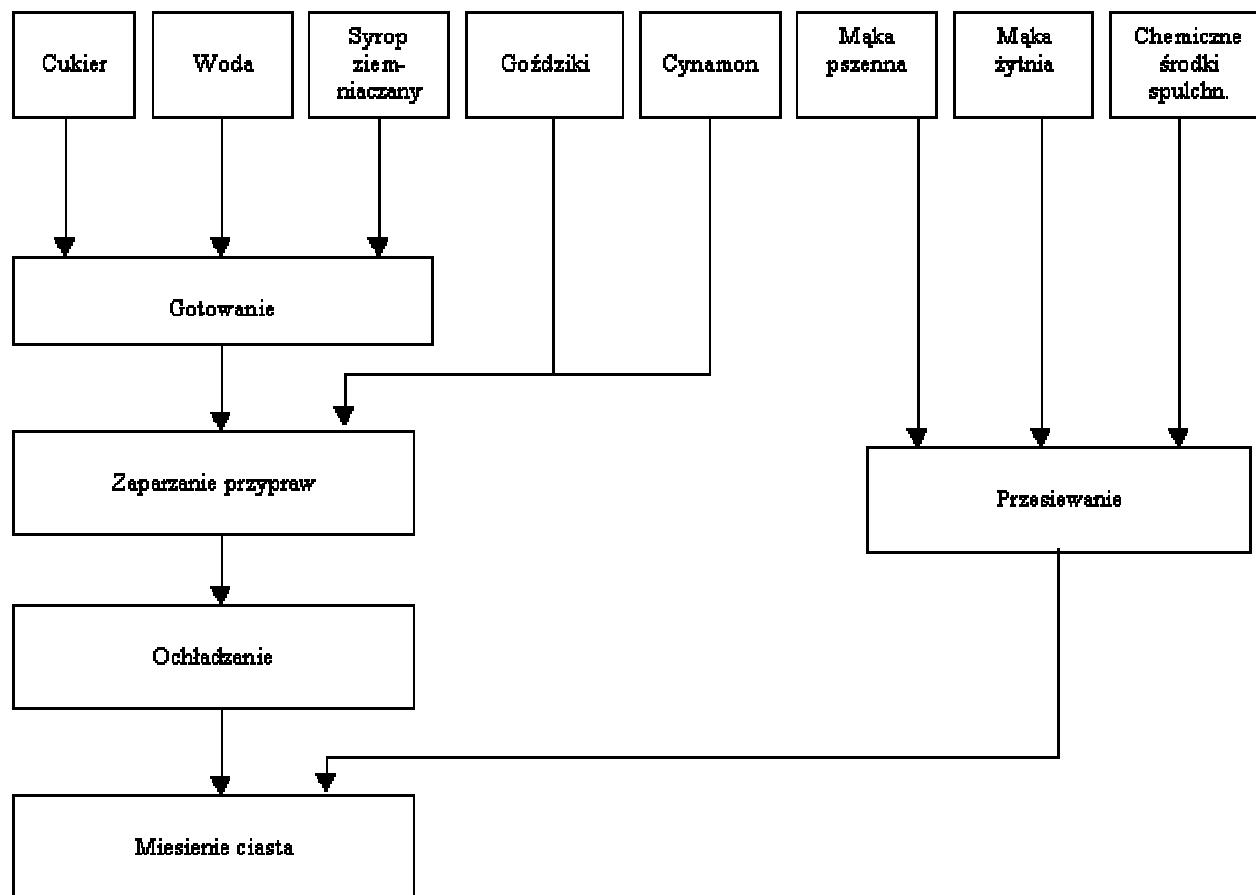 Cukier
Woda
Syrop
ziem-
niaczany
Goździki
Cynamon
Mąka
pszenna
Mąka
żytnia
Chemiczne
środki
spulchn.
Gotowanie
Zaparzanie przypraw
Przesiewanie
Ochładzanie
Miesienie ciasta